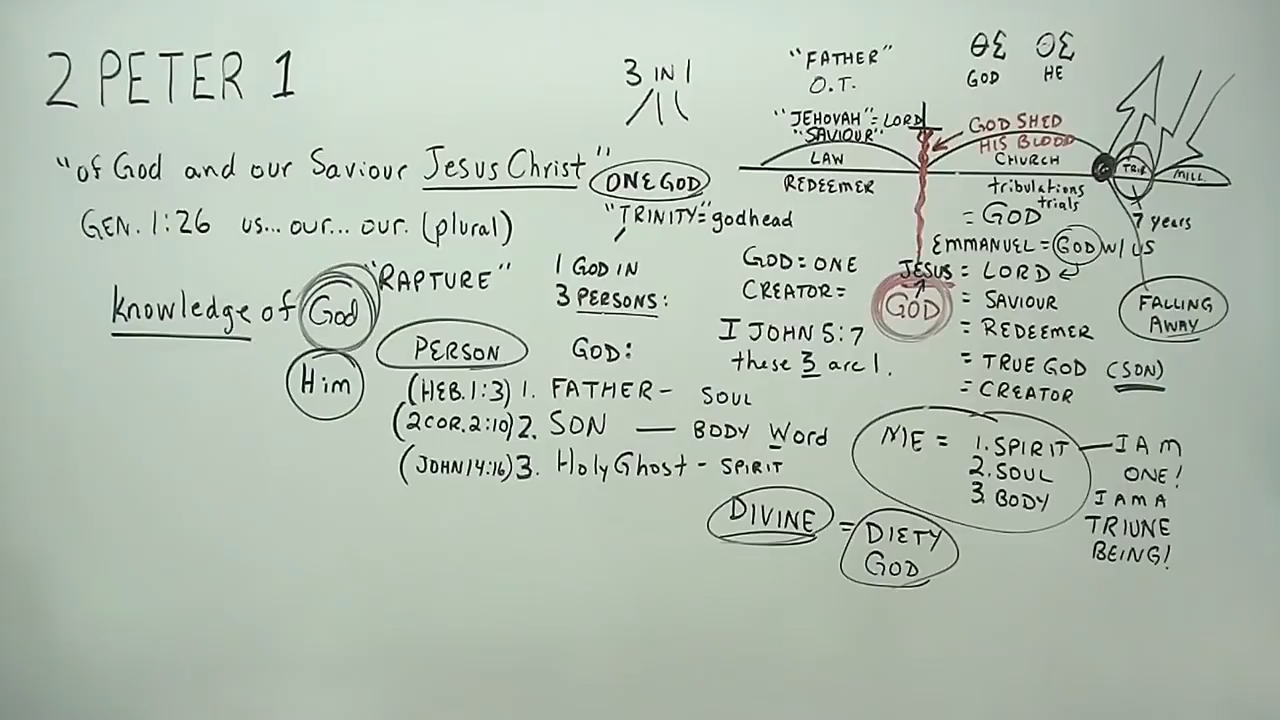 2 PETER 1
"of God and our Saviour Jesus Christ"
GEN. 1:26 us... our... our. (plural)
Knowledge of God
Him
"RAPTURE"
PERSON
3 IN 1
ONE GOD
"TRINITY"= godhead
1 GOD IN
3 PERSONS:
GOD:
(HEB. 1:3) 1. FATHER - SOUL
(2 COR. 2:10) 2. SON — BODY Word
(JOHN 14:16) 3. Holy Ghost - SPIRIT
"FATHER"
O.T.
"JEHOVAH"= LORD
"SAVIOUR"
LAW
REDEEMER
GOD = ONE
CREATOR =
I JOHN 5:7
these 3 are 1.
ΘΣ ΟΣ
GOD HE
GOD SHED
HIS BLOOD
CHURCH
TRIB
MILL
tribulations
trials
7 years
FALLING
AWAY
= GOD
EMMANUEL = GOD W/ US
JESUS = LORD
GOD
= SAVIOUR
= REDEEMER
= TRUE GOD (SON)
= CREATOR
ME = 1. SPIRIT
2. SOUL
3. BODY
I AM
ONE!
I AM A
TRIUNE
BEING!
DIVINE = DIETY
GOD